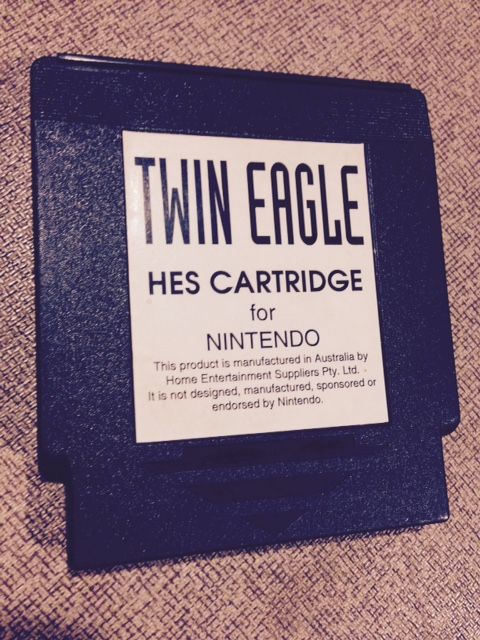 TWIN EAGLE
HES CARTRIDGE
for
NINTENDO
This product is manufactured in Australia by
Home Entertainment Suppliers Pty. Ltd.
It is not designed, manufactured, sponsored or
endorsed by Nintendo.